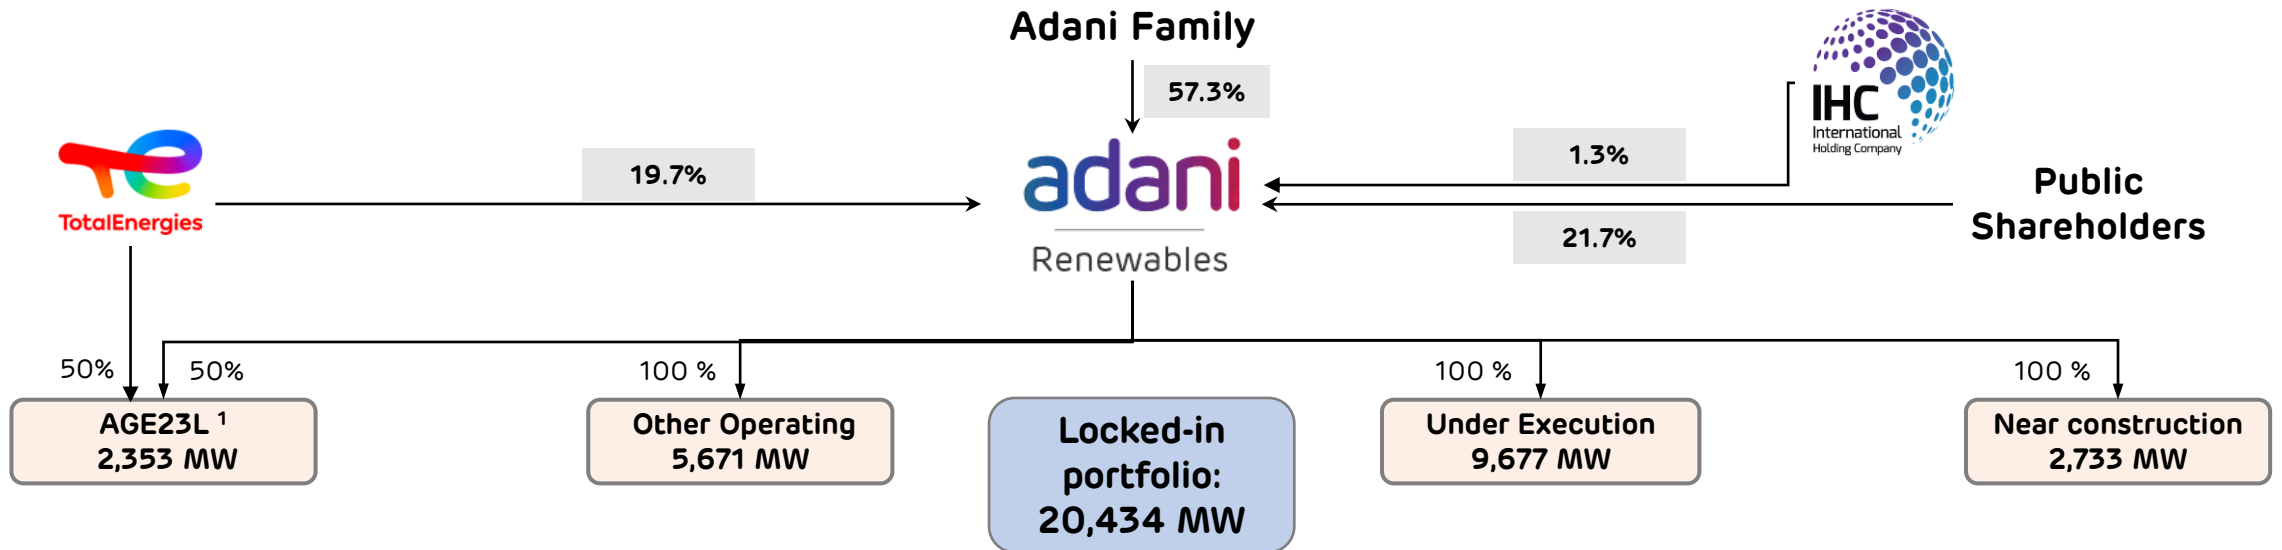 Adani Family
57.3%
IHC
International
Holding Company
TotalEnergies
19.7%
adani
Renewables
1.3%
21.7%
Public
Shareholders
50%
50%
100 %
100 %
100 %
AGE23L ¹
2,353 MW
Other Operating
5,671 MW
Locked-in
portfolio:
20,434 MW
Under Execution
9,677 MW
Near construction
2,733 MW